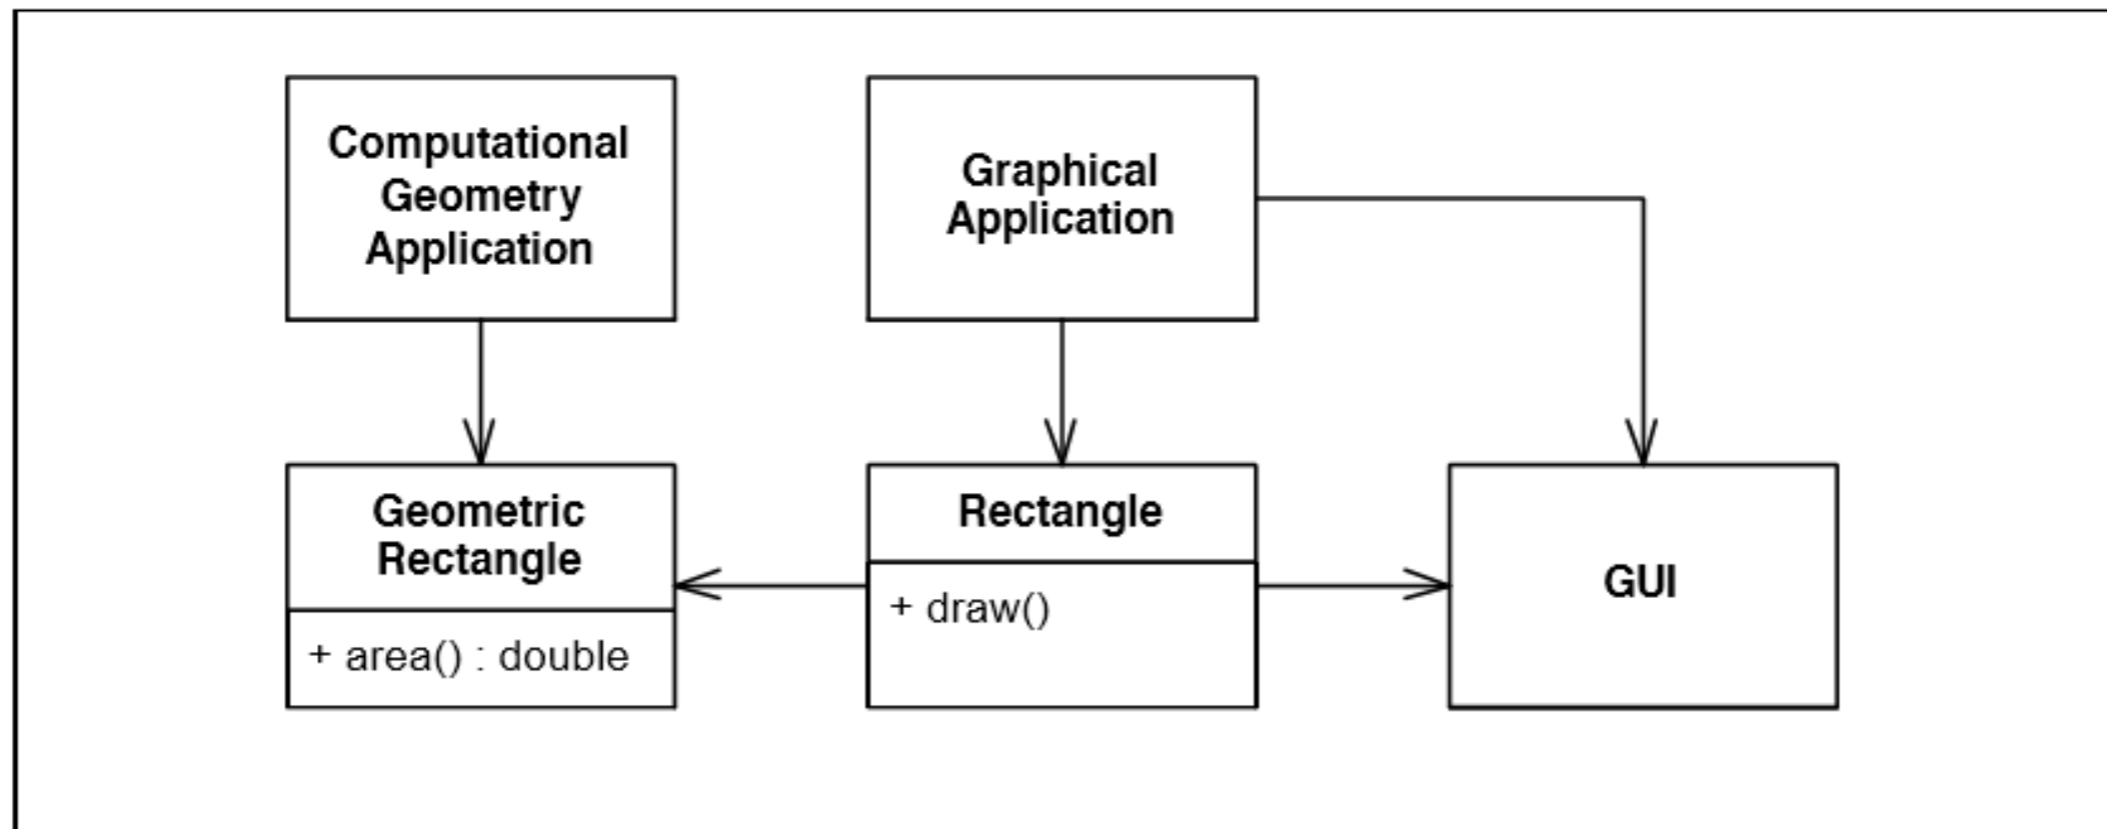 Computational
Geometry
Application
Graphical
Application
Geometric
Rectangle
+ area() : double
Rectangle
+ draw()
GUI